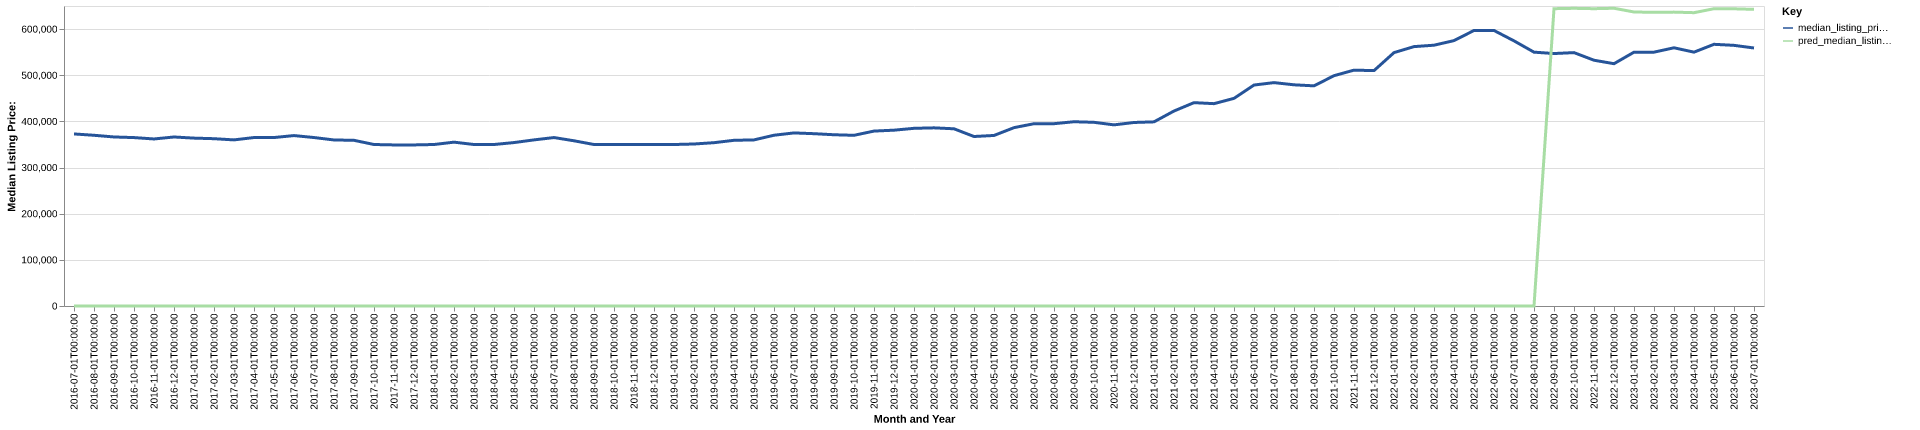 Key
median_listing_pri…
pred_median_listin…
Median Listing Price:
600,000
500,000
400,000
300,000
200,000
100,000
0
2016-07-01T00:00:00
2016-08-01T00:00:00
2016-09-01T00:00:00
2016-10-01T00:00:00
2016-11-01T00:00:00
2016-12-01T00:00:00
2017-01-01T00:00:00
2017-02-01T00:00:00
2017-03-01T00:00:00
2017-04-01T00:00:00
2017-05-01T00:00:00
2017-06-01T00:00:00
2017-07-01T00:00:00
2017-08-01T00:00:00
2017-09-01T00:00:00
2017-10-01T00:00:00
2017-11-01T00:00:00
2017-12-01T00:00:00
2018-01-01T00:00:00
2018-02-01T00:00:00
2018-03-01T00:00:00
2018-04-01T00:00:00
2018-05-01T00:00:00
2018-06-01T00:00:00
2018-07-01T00:00:00
2018-08-01T00:00:00
2018-09-01T00:00:00
2018-10-01T00:00:00
2018-11-01T00:00:00
2018-12-01T00:00:00
2019-01-01T00:00:00
2019-02-01T00:00:00
2019-03-01T00:00:00
2019-04-01T00:00:00
2019-05-01T00:00:00
2019-06-01T00:00:00
2019-07-01T00:00:00
2019-08-01T00:00:00
2019-09-01T00:00:00
2019-10-01T00:00:00
2019-11-01T00:00:00
2019-12-01T00:00:00
2020-01-01T00:00:00
2020-02-01T00:00:00
2020-03-01T00:00:00
2020-04-01T00:00:00
2020-05-01T00:00:00
2020-06-01T00:00:00
2020-07-01T00:00:00
2020-08-01T00:00:00
2020-09-01T00:00:00
2020-10-01T00:00:00
2020-11-01T00:00:00
2020-12-01T00:00:00
2021-01-01T00:00:00
2021-02-01T00:00:00
2021-03-01T00:00:00
2021-04-01T00:00:00
2021-05-01T00:00:00
2021-06-01T00:00:00
2021-07-01T00:00:00
2021-08-01T00:00:00
2021-09-01T00:00:00
2021-10-01T00:00:00
2021-11-01T00:00:00
2021-12-01T00:00:00
2022-01-01T00:00:00
2022-02-01T00:00:00
2022-03-01T00:00:00
2022-04-01T00:00:00
2022-05-01T00:00:00
2022-06-01T00:00:00
2022-07-01T00:00:00
2022-08-01T00:00:00
2022-09-01T00:00:00
2022-10-01T00:00:00
2022-11-01T00:00:00
2022-12-01T00:00:00
2023-01-01T00:00:00
2023-02-01T00:00:00
2023-03-01T00:00:00
2023-04-01T00:00:00
2023-05-01T00:00:00
2023-06-01T00:00:00
2023-07-01T00:00:00
Month and Year